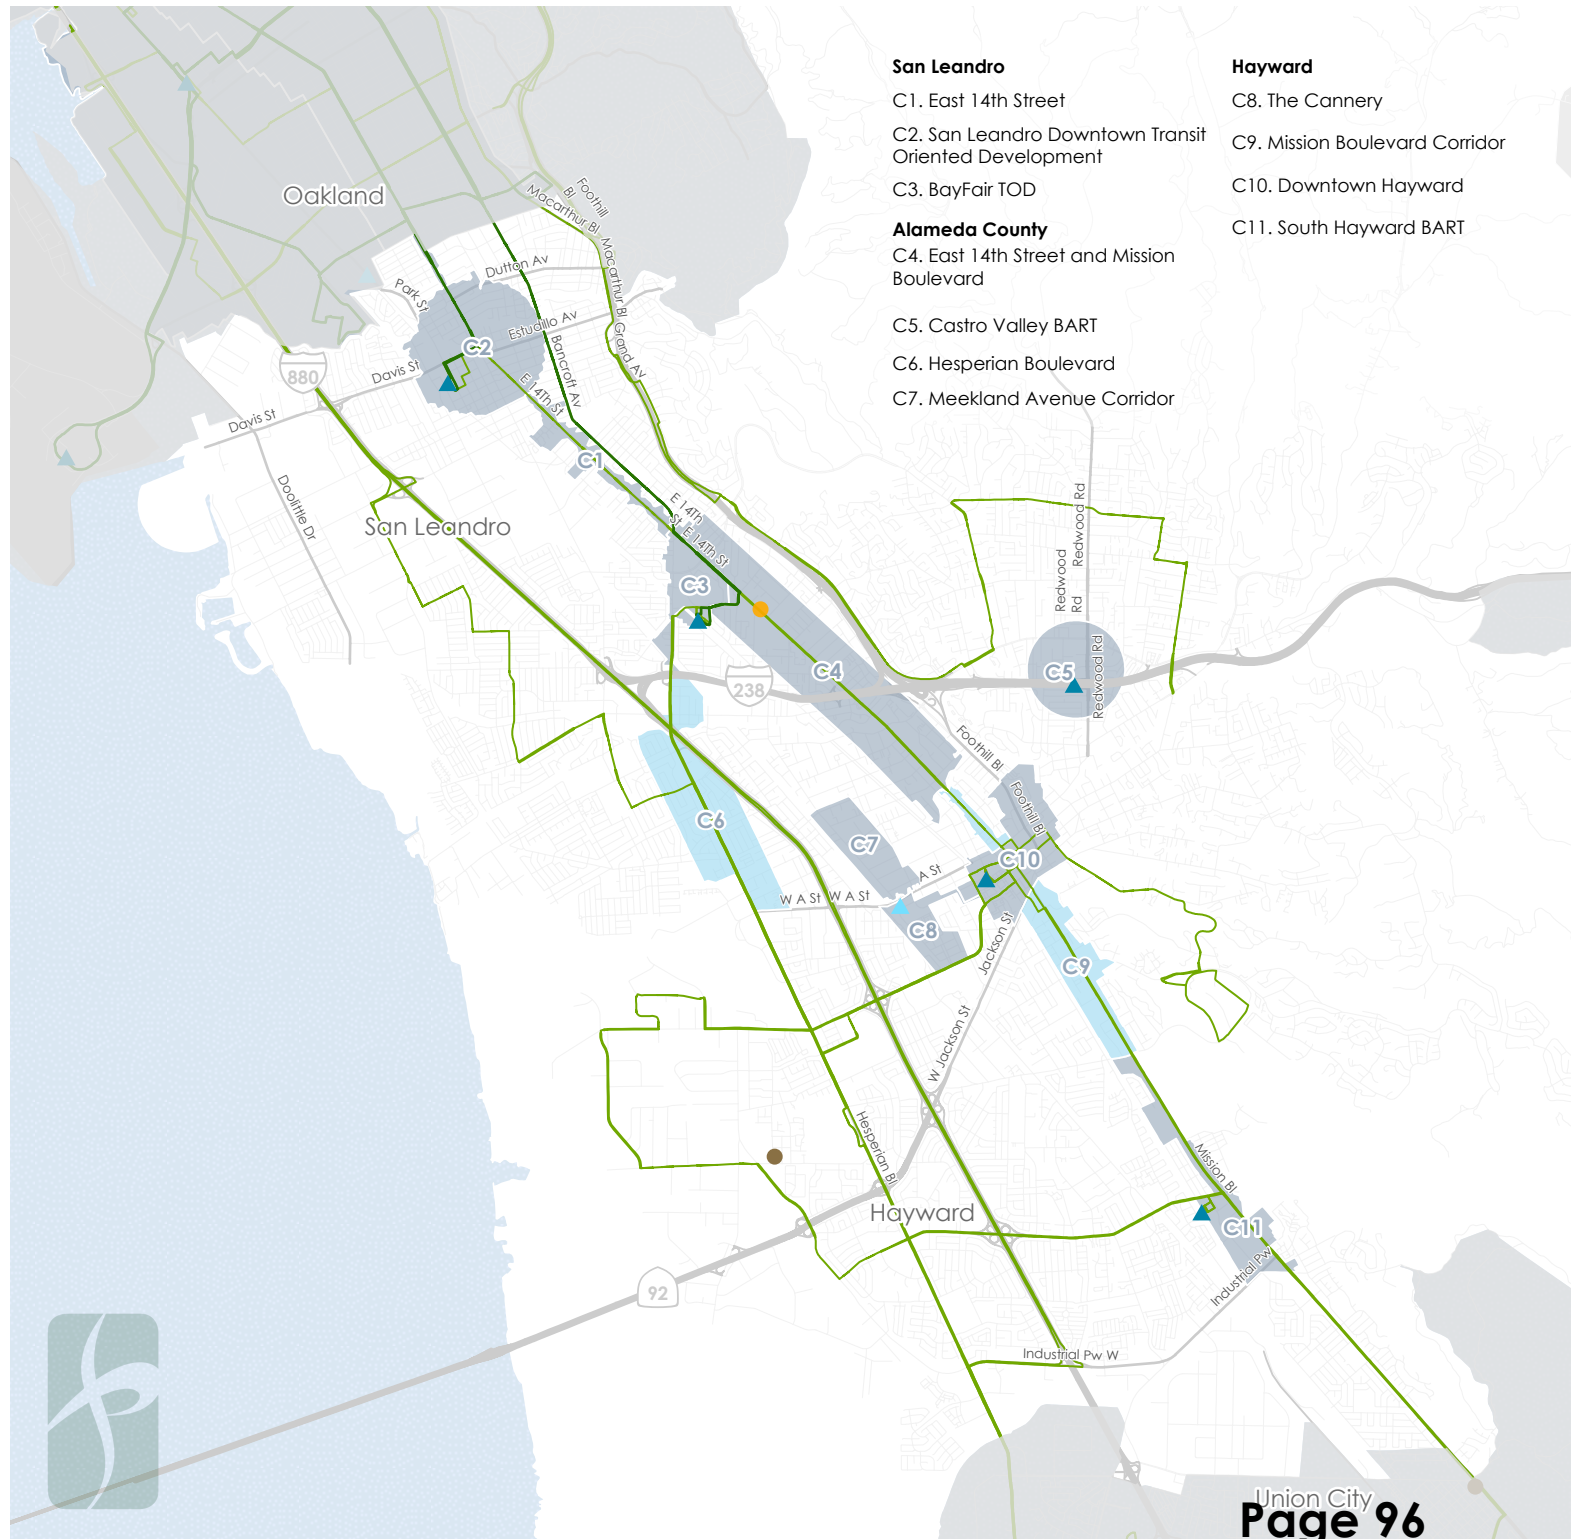 San Leandro
C1. East 14th Street
C2. San Leandro Downtown Transit
Oriented Development
C3. BayFair TOD
Alameda County
C4. East 14th Street and Mission
Boulevard
C5. Castro Valley BART
C6. Hesperian Boulevard
C7. Meekland Avenue Corridor
Hayward
C8. The Cannery
C9. Mission Boulevard Corridor
C10. Downtown Hayward
C11. South Hayward BART
Oakland
Foothill
Bl
Macarthur Bl
Macarthur Bl
Grand Av
Dutton Av
Park St
Estudillo Av
C2
Bancroft Av
Davis St
880
E 14Th St
Davis St
Doolittle Dr
C1
San Leandro
E 14Th
St
E 14Th St
C3
Redwood Rd
Redwood
Rd
Redwood Rd
C4
C5
238
Foothill Bl
Foothill Bl
C6
C7
C10
A St
W A St
W A St
C8
Jackson St
C9
W Jackson St
Hesperian Bl
Mission Bl
Hayward
C11
Industrial Pw
92
Industrial Pw W
Union City
Page 96